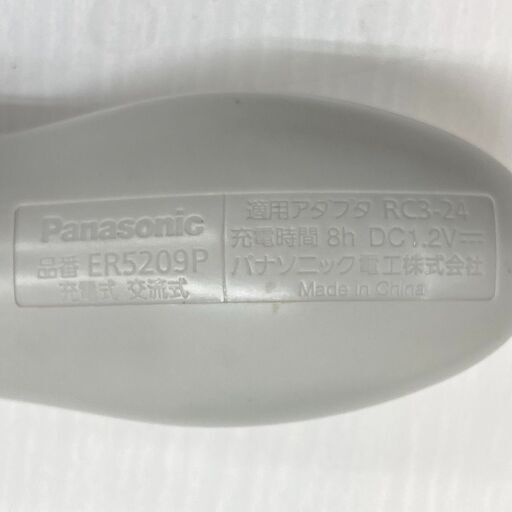 Panasonic
品番 ER5209P
充電式 交流式
適用アダプタ RC3-24
充電時間 8h DC1.2V⎓
パナソニック電工株式会社
Made in China